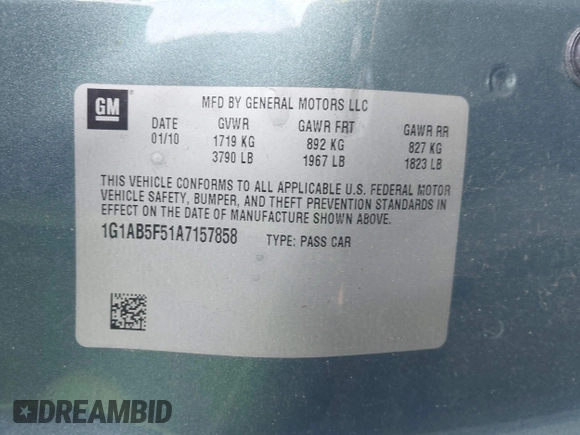 GM
MFD BY GENERAL MOTORS LLC
DATE GVWR GAWR FRT GAWR RR
01/10 1719 KG 892 KG 827 KG
3790 LB 1967 LB 1823 LB
THIS VEHICLE CONFORMS TO ALL APPLICABLE U.S. FEDERAL MOTOR
VEHICLE SAFETY, BUMPER, AND THEFT PREVENTION STANDARDS IN
EFFECT ON THE DATE OF MANUFACTURE SHOWN ABOVE.
1G1AB5F51A7157858 TYPE: PASS CAR
DREAMBID